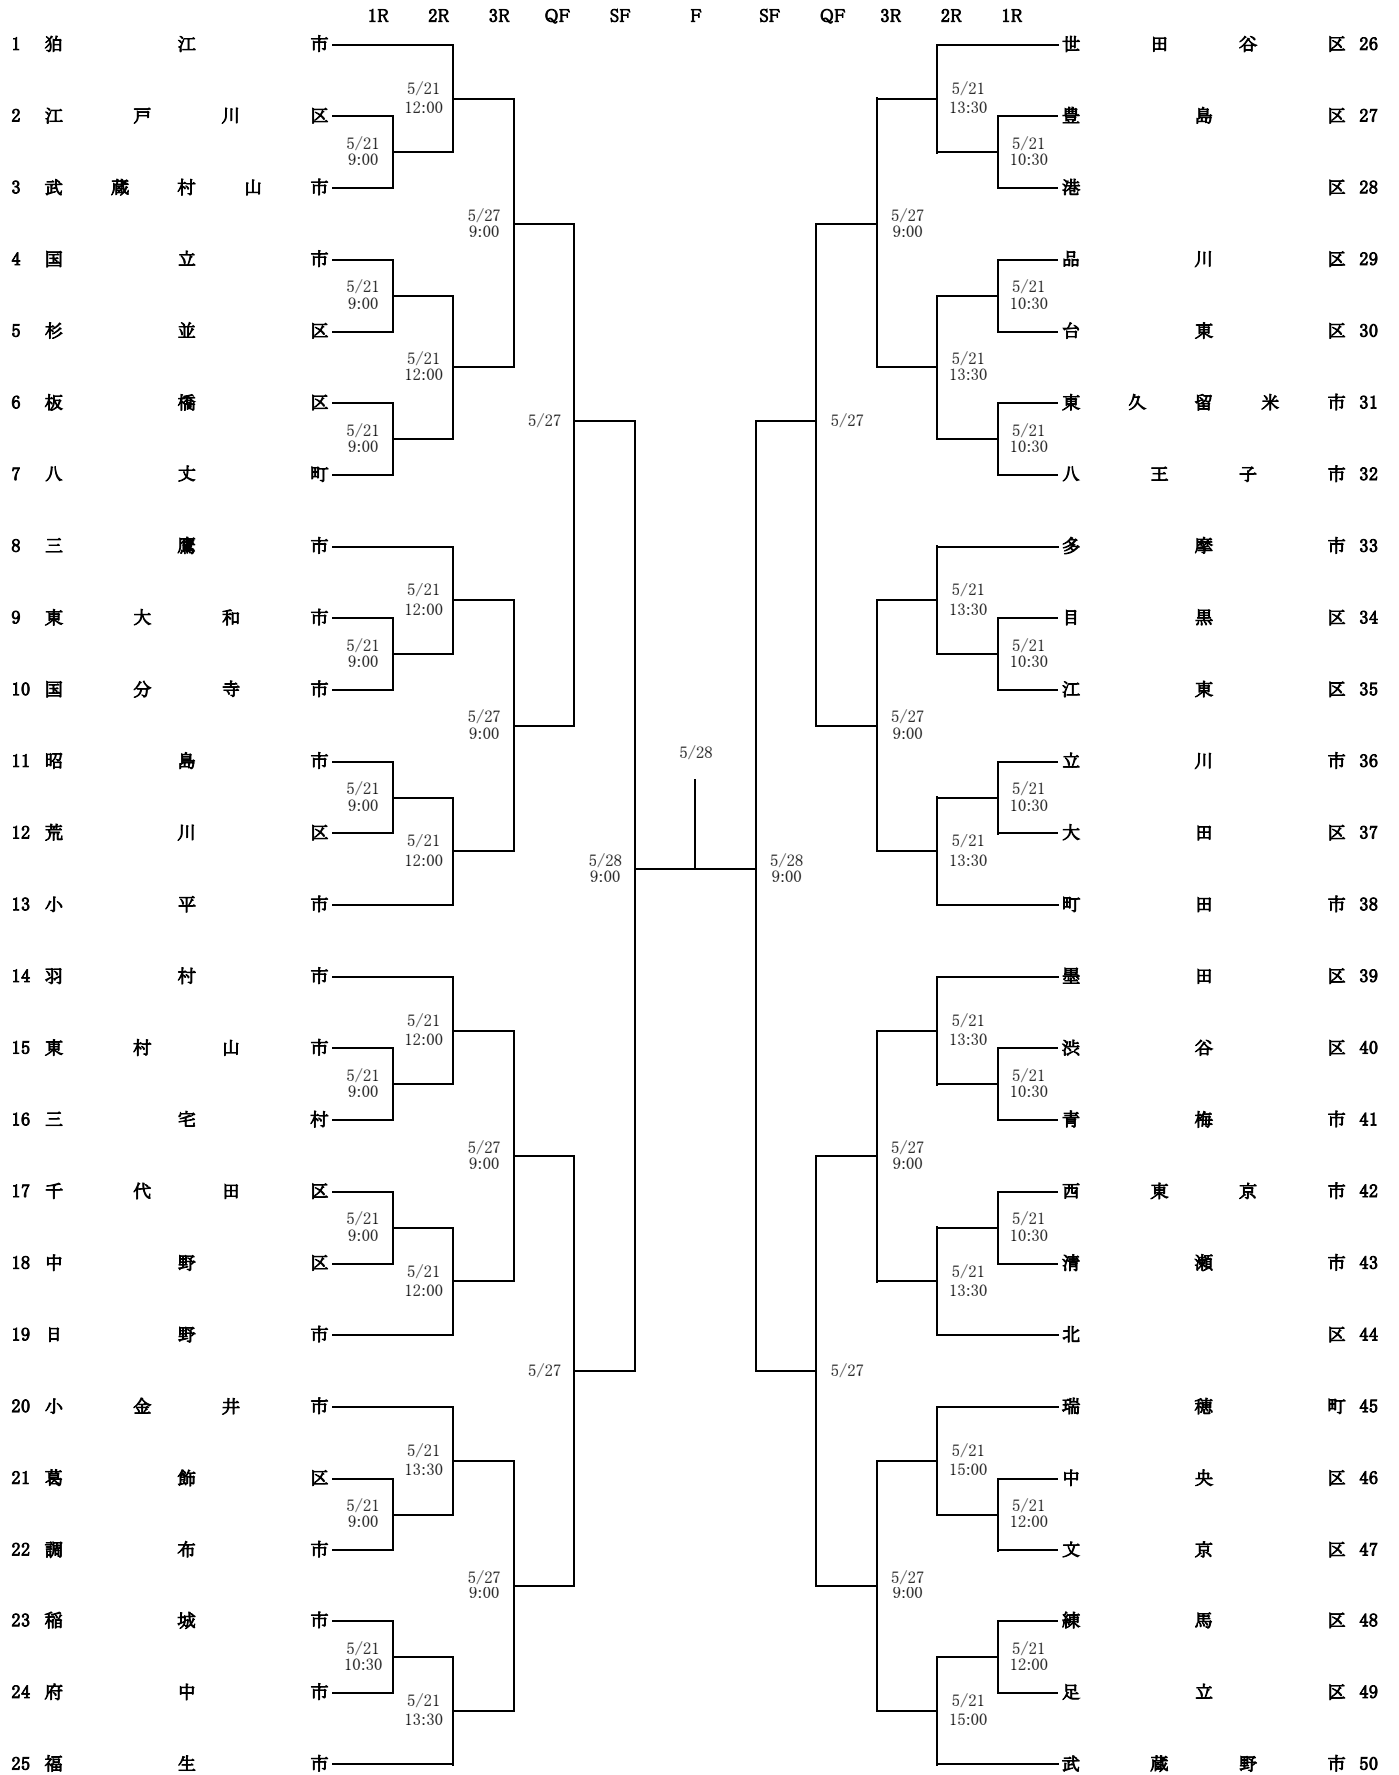 1R 2R 3R QF SF F SF QF 3R 2R 1R
1 狛江市 世田谷区 26
5/21 12:00 5/21 13:30
2 江戸川区 豊島区 27
5/21 9:00 5/21 10:30
3 武蔵村山市 港区 28
5/27 9:00 5/27 9:00
4 国立市 品川区 29
5/21 9:00 5/21 10:30
5 杉並区 台東区 30
5/21 12:00 5/21 13:30
6 板橋区 東久留米市 31
5/27 5/27
5/21 9:00 5/21 10:30
7 八丈町 八王子市 32
8 三鷹市 多摩市 33
5/21 12:00 5/21 13:30
9 東大和市 目黒区 34
5/21 9:00 5/21 10:30
10 国分寺市 江東区 35
5/27 9:00 5/27 9:00
5/28
11 昭島市 立川市 36
5/21 9:00 5/21 10:30
12 荒川区 大田区 37
5/21 12:00 5/21 13:30
5/28 9:00 5/28 9:00
13 小平市 町田市 38
14 羽村市 墨田区 39
5/21 12:00 5/21 13:30
15 東村山市 渋谷区 40
5/21 9:00 5/21 10:30
16 三宅村 青梅市 41
5/27 9:00 5/27 9:00
17 千代田区 西東京市 42
5/21 9:00 5/21 10:30
18 中野区 清瀬市 43
5/21 12:00 5/21 13:30
19 日野市 北区 44
5/27 5/27
20 小金井市 瑞穂町 45
5/21 13:30 5/21 15:00
21 葛飾区 中央区 46
5/21 9:00 5/21 12:00
22 調布市 文京区 47
5/27 9:00 5/27 9:00
23 稲城市 練馬区 48
5/21 10:30 5/21 12:00
24 府中市 足立区 49
5/21 13:30 5/21 15:00
25 福生市 武蔵野市 50